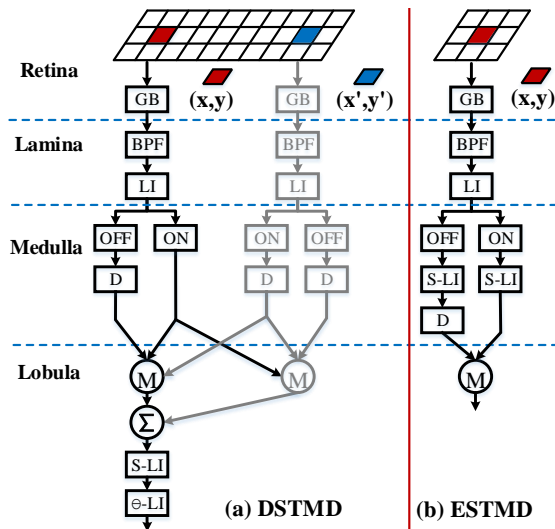 Retina
(x,y)
(x',y')
(x,y)
GB
GB
GB
Lamina
BPF
BPF
BPF
LI
LI
LI
Medulla
OFF
ON
ON
OFF
OFF
ON
D
D
D
S-LI
S-LI
D
Lobula
M
M
M
Σ
S-LI
ϴ-LI
(a) DSTMD
(b) ESTMD